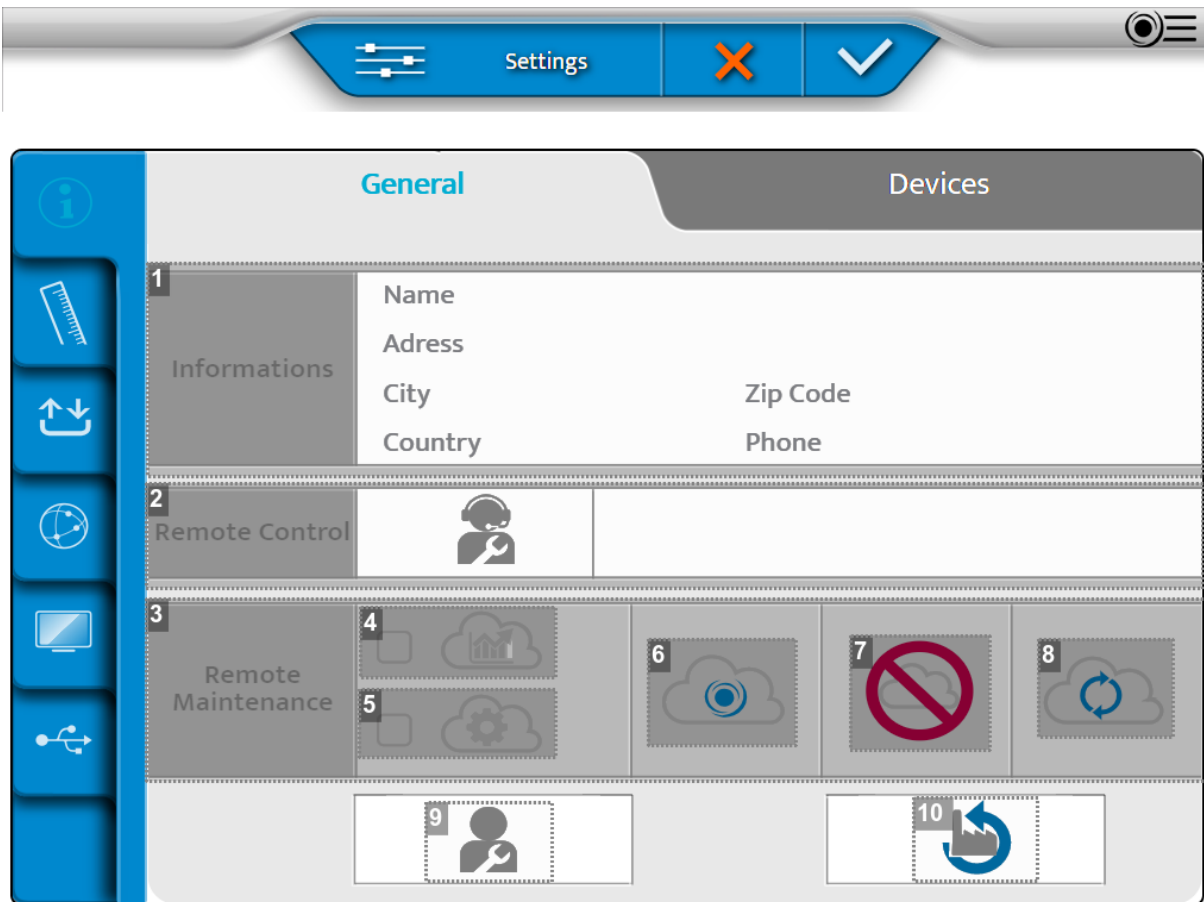 Settings
General
Devices
1
Informations
Name
Adress
City
Zip Code
Country
Phone
2
Remote Control
3
Remote
Maintenance
4
5
6
7
8
9
10